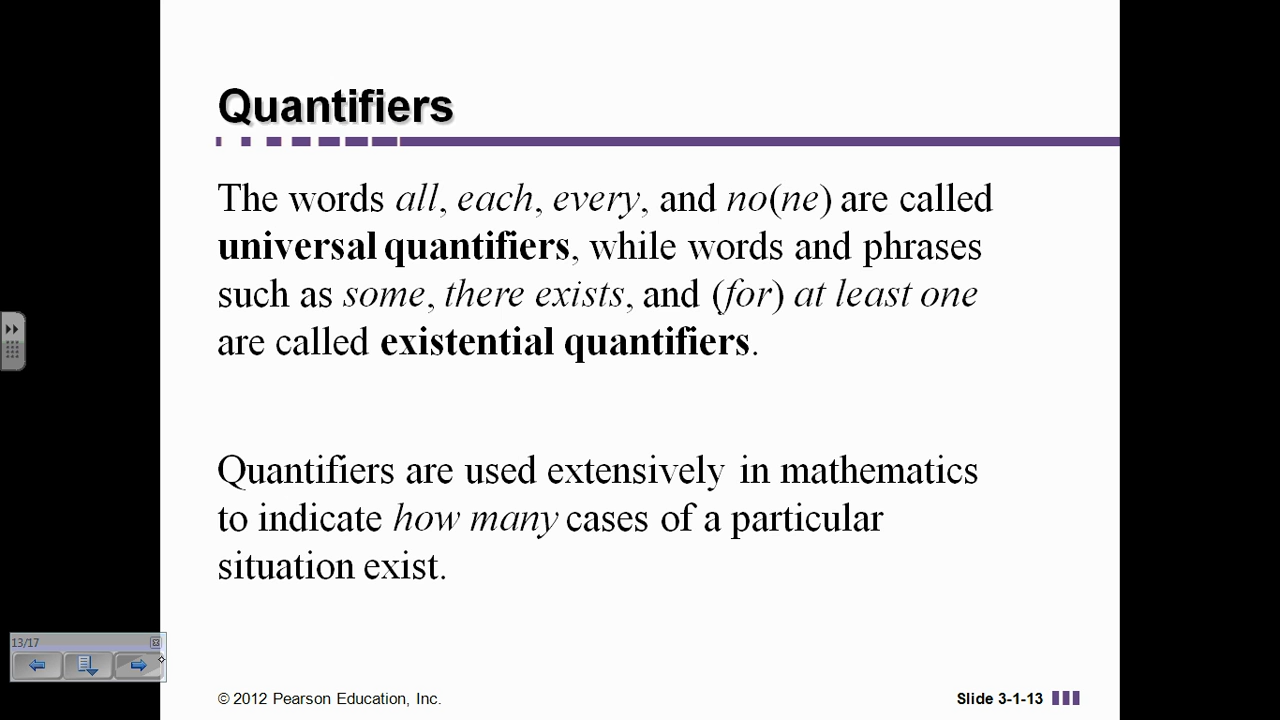 Quantifiers
The words all, each, every, and no(ne) are called
universal quantifiers, while words and phrases
such as some, there exists, and (for) at least one
are called existential quantifiers.
Quantifiers are used extensively in mathematics
to indicate how many cases of a particular
situation exist.
13/17
© 2012 Pearson Education, Inc.
Slide 3-1-13